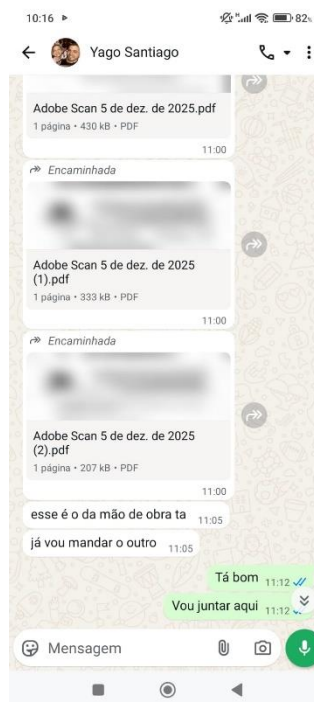 10:16
82%
Yago Santiago
Adobe Scan 5 de dez. de 2025.pdf
1 página • 430 kB • PDF
11:00
Encaminhada
Adobe Scan 5 de dez. de 2025
(1).pdf
1 página • 333 kB • PDF
11:00
Encaminhada
Adobe Scan 5 de dez. de 2025
(2).pdf
1 página • 207 kB • PDF
11:00
esse é o da mão de obra ta 11:05
já vou mandar o outro 11:05
Tá bom 11:12
Vou juntar aqui 11:12
Mensagem